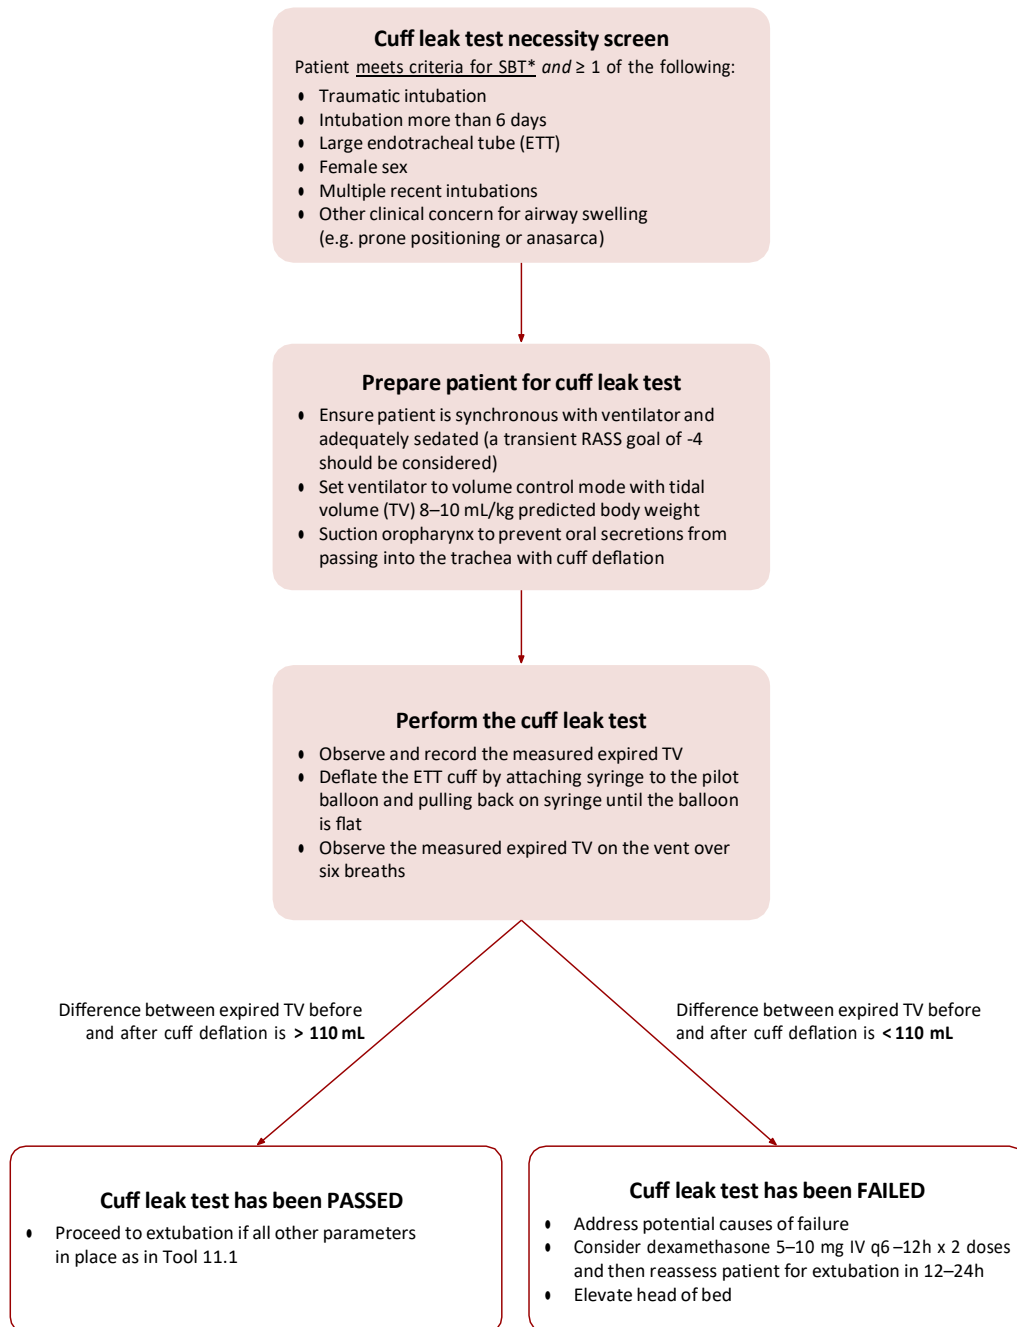 Cuff leak test necessity screen
Patient meets criteria for SBT* and ≥ 1 of the following:
• Traumatic intubation
• Intubation more than 6 days
• Large endotracheal tube (ETT)
• Female sex
• Multiple recent intubations
• Other clinical concern for airway swelling
(e.g. prone positioning or anasarca)
Prepare patient for cuff leak test
• Ensure patient is synchronous with ventilator and
adequately sedated (a transient RASS goal of -4
should be considered)
• Set ventilator to volume control mode with tidal
volume (TV) 8–10 mL/kg predicted body weight
• Suction oropharynx to prevent oral secretions from
passing into the trachea with cuff deflation
Perform the cuff leak test
• Observe and record the measured expired TV
• Deflate the ETT cuff by attaching syringe to the pilot
balloon and pulling back on syringe until the balloon
is flat
• Observe the measured expired TV on the vent over
six breaths
Difference between expired TV before
and after cuff deflation is > 110 mL
Difference between expired TV before
and after cuff deflation is < 110 mL
Cuff leak test has been PASSED
• Proceed to extubation if all other parameters
in place as in Tool 11.1
Cuff leak test has been FAILED
• Address potential causes of failure
• Consider dexamethasone 5–10 mg IV q6–12h x 2 doses
and then reassess patient for extubation in 12–24h
• Elevate head of bed